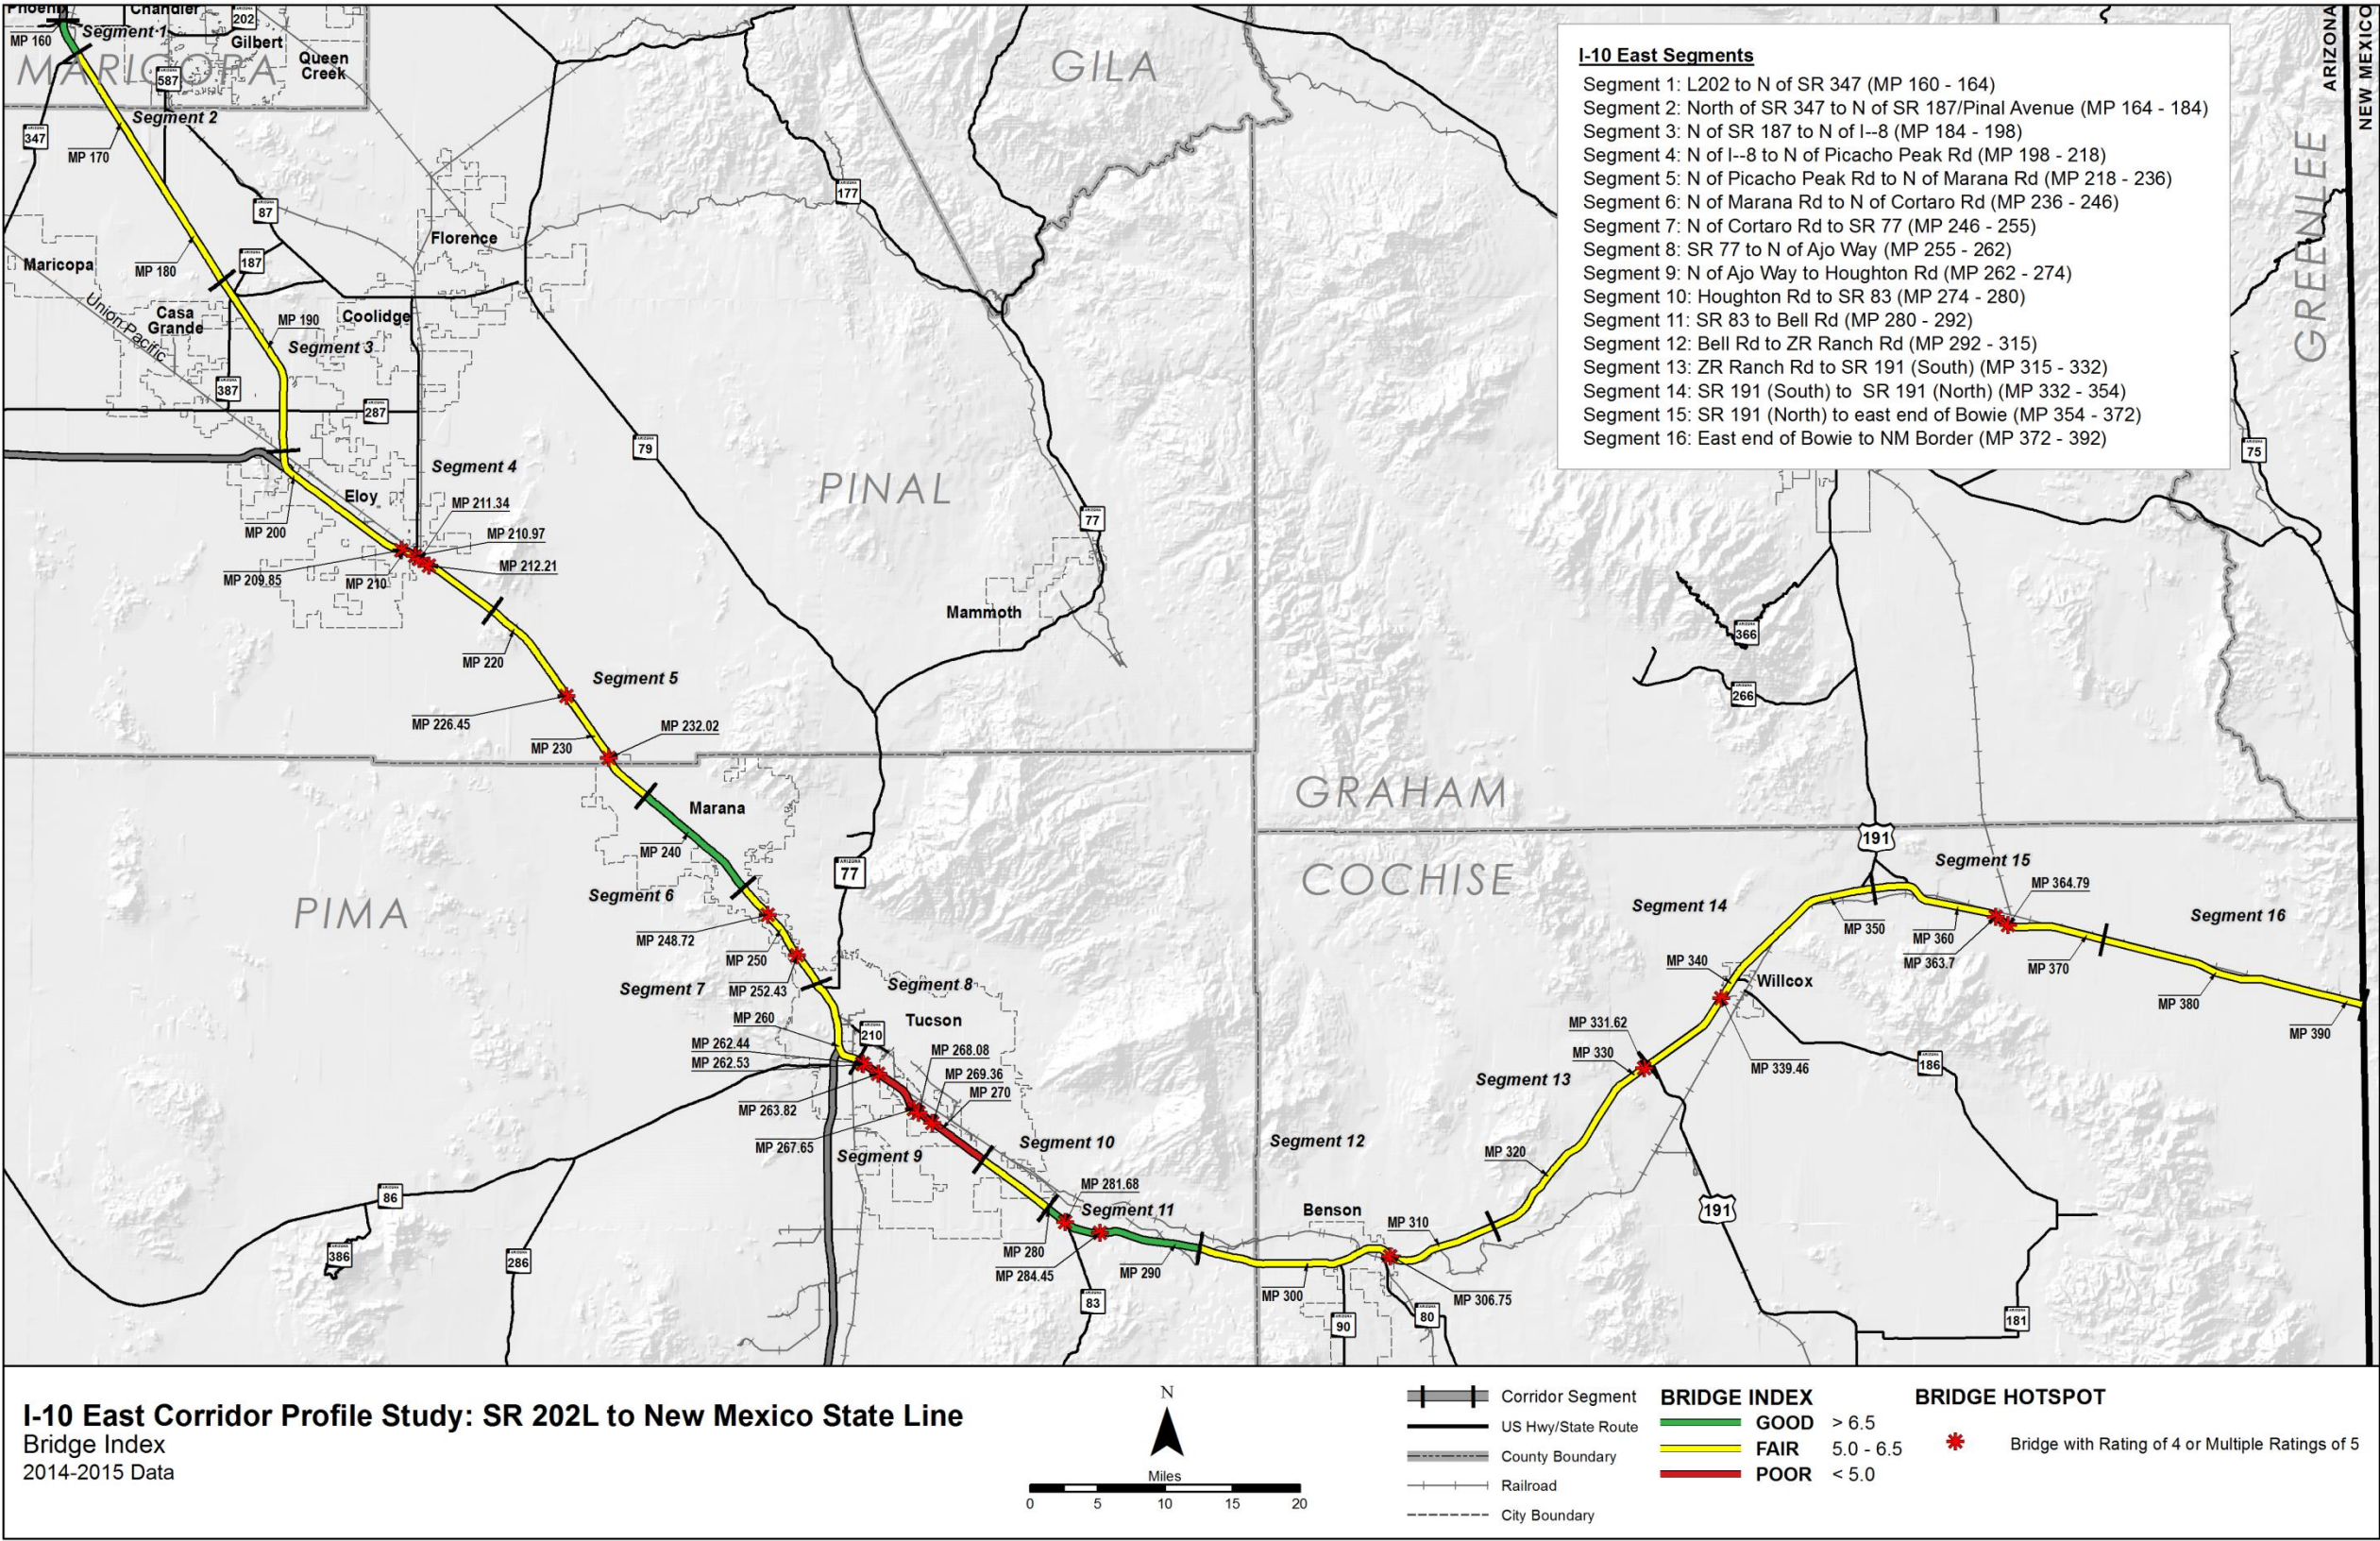 Phoenix
Chandler
202
MP 160
Segment 1
Gilbert
Queen
Creek
MARICOPA
587
GILA
347
Segment 2
MP 170
177
87
Florence
187
Maricopa
MP 180
Union Pacific
Casa
Grande
MP 190
Coolidge
Segment 3
387
287
79
Segment 4
PINAL
Eloy
MP 211.34
77
MP 200
MP 210.97
MP 212.21
MP 209.85
MP 210
Mammoth
MP 220
Segment 5
MP 226.45
MP 232.02
MP 230
Marana
MP 240
77
Segment 6
PIMA
MP 248.72
MP 250
Segment 7
MP 252.43
Segment 8
MP 260
Tucson
210
MP 262.44
MP 262.53
MP 268.08
MP 269.36
MP 270
MP 263.82
MP 267.65
Segment 9
Segment 10
86
MP 281.68
Segment 11
386
286
MP 280
MP 284.45
MP 290
83
I-10 East Segments
Segment 1: L202 to N of SR 347 (MP 160 - 164)
Segment 2: North of SR 347 to N of SR 187/Pinal Avenue (MP 164 - 184)
Segment 3: N of SR 187 to N of I--8 (MP 184 - 198)
Segment 4: N of I--8 to N of Picacho Peak Rd (MP 198 - 218)
Segment 5: N of Picacho Peak Rd to N of Marana Rd (MP 218 - 236)
Segment 6: N of Marana Rd to N of Cortaro Rd (MP 236 - 246)
Segment 7: N of Cortaro Rd to SR 77 (MP 246 - 255)
Segment 8: SR 77 to N of Ajo Way (MP 255 - 262)
Segment 9: N of Ajo Way to Houghton Rd (MP 262 - 274)
Segment 10: Houghton Rd to SR 83 (MP 274 - 280)
Segment 11: SR 83 to Bell Rd (MP 280 - 292)
Segment 12: Bell Rd to ZR Ranch Rd (MP 292 - 315)
Segment 13: ZR Ranch Rd to SR 191 (South) (MP 315 - 332)
Segment 14: SR 191 (South) to SR 191 (North) (MP 332 - 354)
Segment 15: SR 191 (North) to east end of Bowie (MP 354 - 372)
Segment 16: East end of Bowie to NM Border (MP 372 - 392)
ARIZONA
NEW MEXICO
GREENLEE
75
366
266
GRAHAM
191
COCHISE
Segment 15
MP 364.79
Segment 14
Segment 16
MP 350
MP 360
MP 363.7
MP 370
MP 340
Willcox
MP 380
MP 390
MP 331.62
MP 330
MP 339.46
186
Segment 13
Segment 12
MP 320
191
Benson
MP 310
MP 300
MP 306.75
90
80
181
I-10 East Corridor Profile Study: SR 202L to New Mexico State Line
Bridge Index
2014-2015 Data
N
Miles
0 5 10 15 20
Corridor Segment
US Hwy/State Route
County Boundary
Railroad
City Boundary
BRIDGE INDEX
GOOD > 6.5
FAIR 5.0 - 6.5
POOR < 5.0
BRIDGE HOTSPOT
Bridge with Rating of 4 or Multiple Ratings of 5